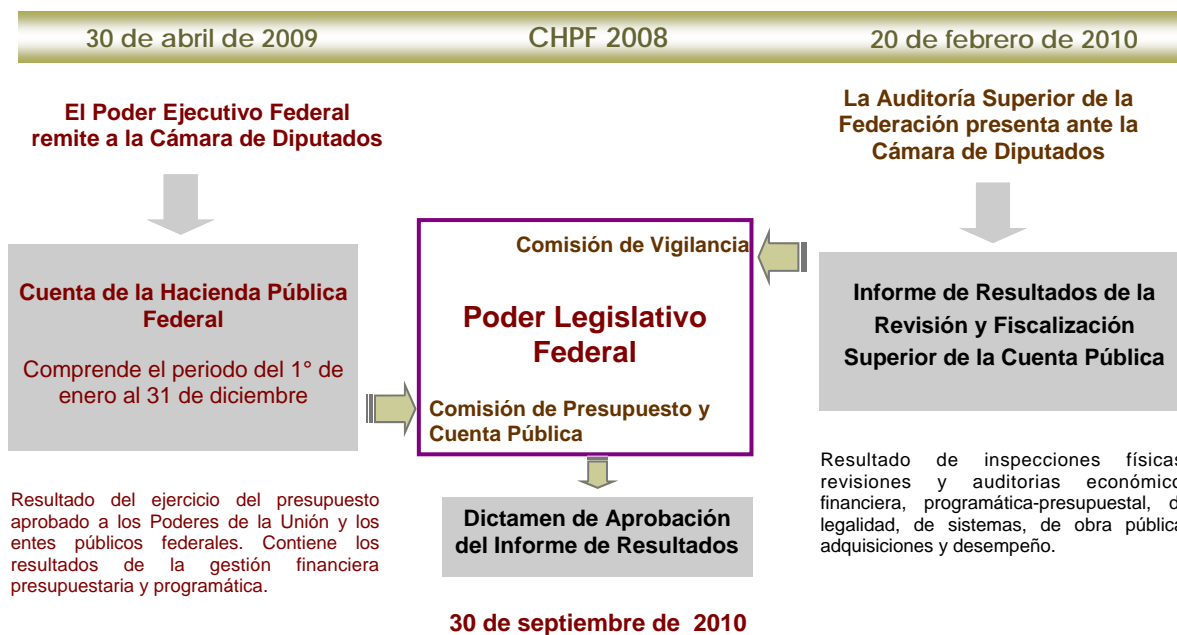 30 de abril de 2009
CHPF 2008
20 de febrero de 2010
El Poder Ejecutivo Federal
remite a la Cámara de Diputados
Cuenta de la Hacienda Pública
Federal
Comprende el periodo del 1° de
enero al 31 de diciembre
Resultado del ejercicio del presupuesto
aprobado a los Poderes de la Unión y los
entes públicos federales. Contiene los
resultados de la gestión financiera
presupuestaria y programática.
Comisión de Vigilancia
Poder Legislativo
Federal
Comisión de Presupuesto y
Cuenta Pública
Dictamen de Aprobación
del Informe de Resultados
30 de septiembre de 2010
La Auditoría Superior de la
Federación presenta ante la
Cámara de Diputados
Informe de Resultados de la
Revisión y Fiscalización
Superior de la Cuenta Pública
Resultado de inspecciones físicas
revisiones y auditorias económico
financiera, programática-presupuestal, d
legalidad, de sistemas, de obra pública
adquisiciones y desempeño.